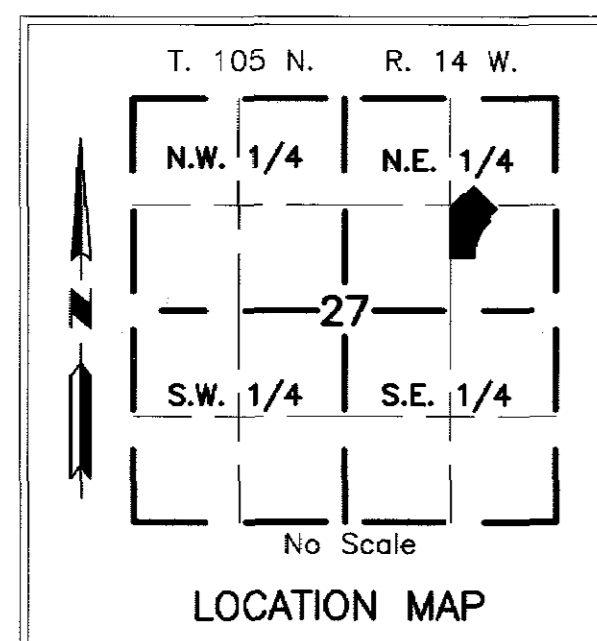 T. 105 N. R. 14 W.
N.W. 1/4 N.E. 1/4
N
27
S.W. 1/4 S.E. 1/4
No Scale
LOCATION MAP